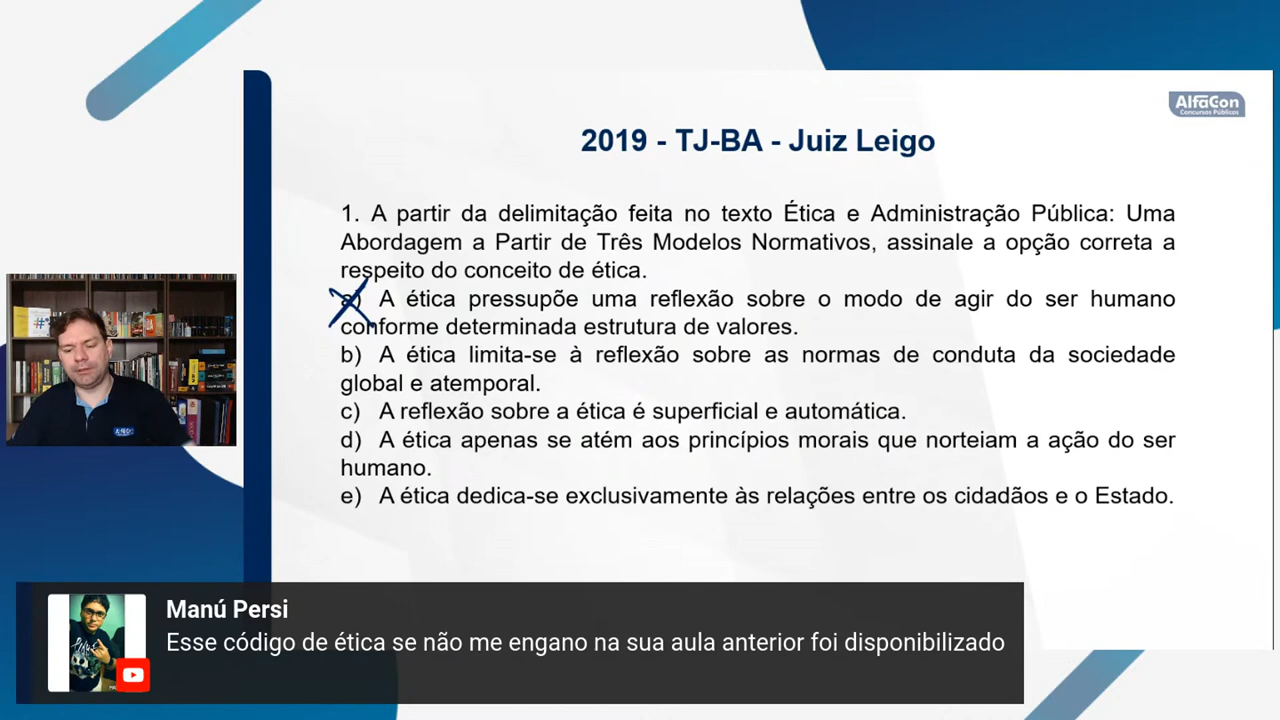 AlfaCon
Concursos Públicos
2019 - TJ-BA - Juiz Leigo
1. A partir da delimitação feita no texto Ética e Administração Pública: Uma
Abordagem a Partir de Três Modelos Normativos, assinale a opção correta a
respeito do conceito de ética.
a) A ética pressupõe uma reflexão sobre o modo de agir do ser humano
conforme determinada estrutura de valores.
b) A ética limita-se à reflexão sobre as normas de conduta da sociedade
global e atemporal.
c) A reflexão sobre a ética é superficial e automática.
d) A ética apenas se atém aos princípios morais que norteiam a ação do ser
humano.
e) A ética dedica-se exclusivamente às relações entre os cidadãos e o Estado.
Manú Persi
Esse código de ética se não me engano na sua aula anterior foi disponibilizado